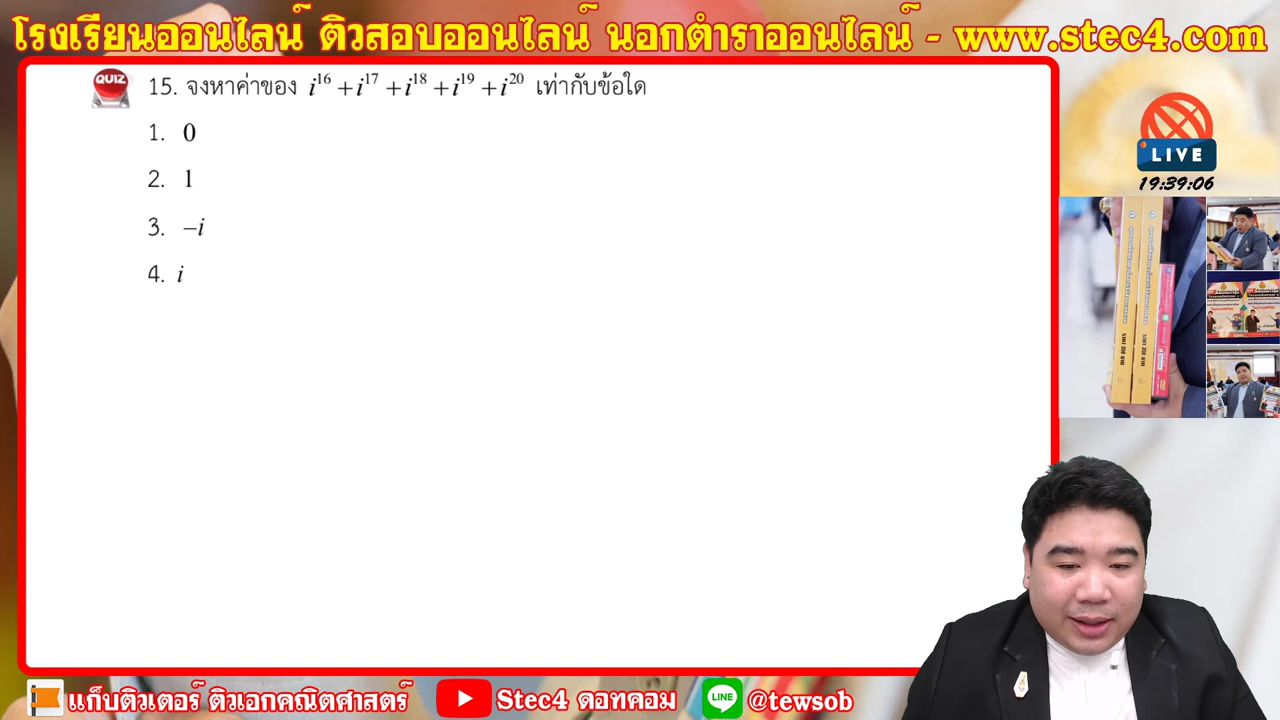 โรงเรียนออนไลน์ ติวสอบออนไลน์ นอกตำราออนไลน์ - www.stec4.com
QUIZ
15. จงหาค่าของ i¹⁶ + i¹⁷ + i¹⁸ + i¹⁹ + i²⁰ เท่ากับข้อใด
1. 0
2. 1
3. –i
4. i
LIVE
19:39:06
แก็บติวเตอร์ ติวเอกคณิตศาสตร์
Stec4 ดอทคอม
LINE
@tewsob